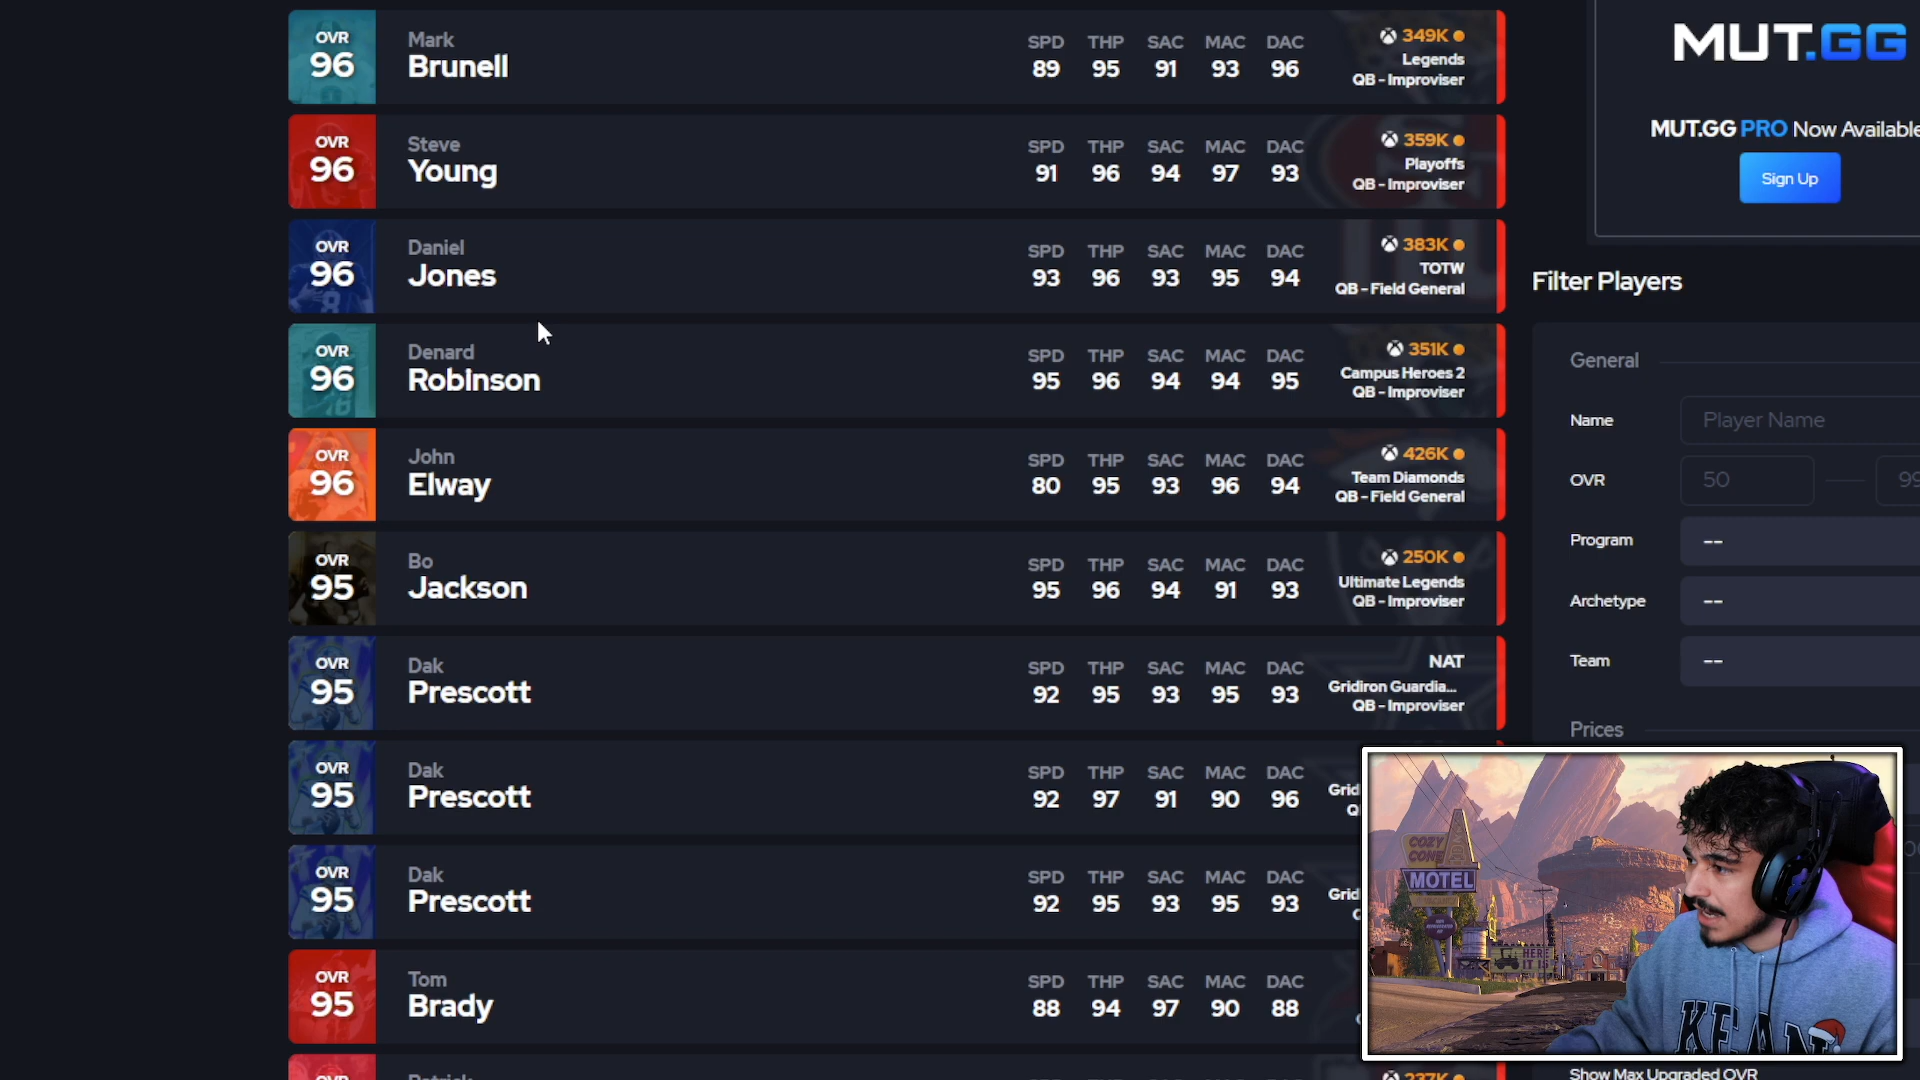 OVR
96
Mark
Brunell
SPD THP SAC MAC DAC
89 95 91 93 96
349K
Legends
QB - Improviser
OVR
96
Steve
Young
SPD THP SAC MAC DAC
91 96 94 97 93
359K
Playoffs
QB - Improviser
OVR
96
Daniel
Jones
SPD THP SAC MAC DAC
93 96 93 95 94
383K
TOTW
QB - Field General
OVR
96
Denard
Robinson
SPD THP SAC MAC DAC
95 96 94 94 95
351K
Campus Heroes 2
QB - Improviser
OVR
96
John
Elway
SPD THP SAC MAC DAC
80 95 93 96 94
426K
Team Diamonds
QB - Field General
OVR
95
Bo
Jackson
SPD THP SAC MAC DAC
95 96 94 91 93
250K
Ultimate Legends
QB - Improviser
OVR
95
Dak
Prescott
SPD THP SAC MAC DAC
92 95 93 95 93
NAT
Gridiron Guardia...
QB - Improviser
OVR
95
Dak
Prescott
SPD THP SAC MAC DAC
92 97 91 90 96
Grid
OVR
95
Dak
Prescott
SPD THP SAC MAC DAC
92 95 93 95 93
Grid
OVR
95
Tom
Brady
SPD THP SAC MAC DAC
88 94 97 90 88
237K
MUT.GG
MUT.GG PRO Now Available
Sign Up
Filter Players
General
Name Player Name
OVR 50 — 99
Program --
Archetype --
Team --
Prices
COZY
CONE
MOTEL
HERE
IT IS
KEAN
Show Max Upgraded OVR